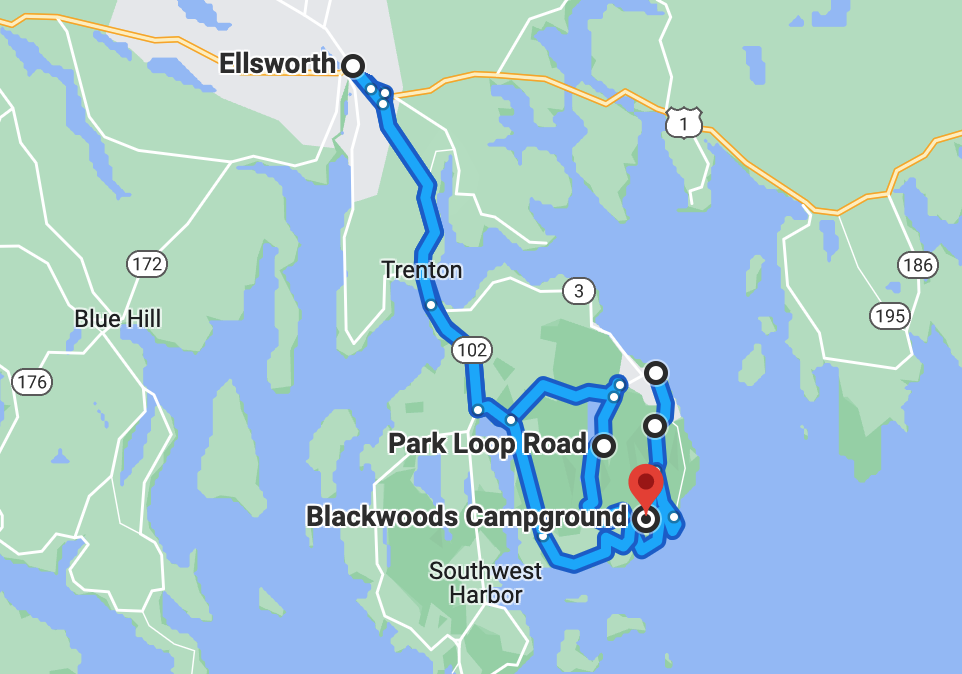 Ellsworth
1
172
Trenton
186
3
Blue Hill
195
102
176
Park Loop Road
Blackwoods Campground
Southwest
Harbor